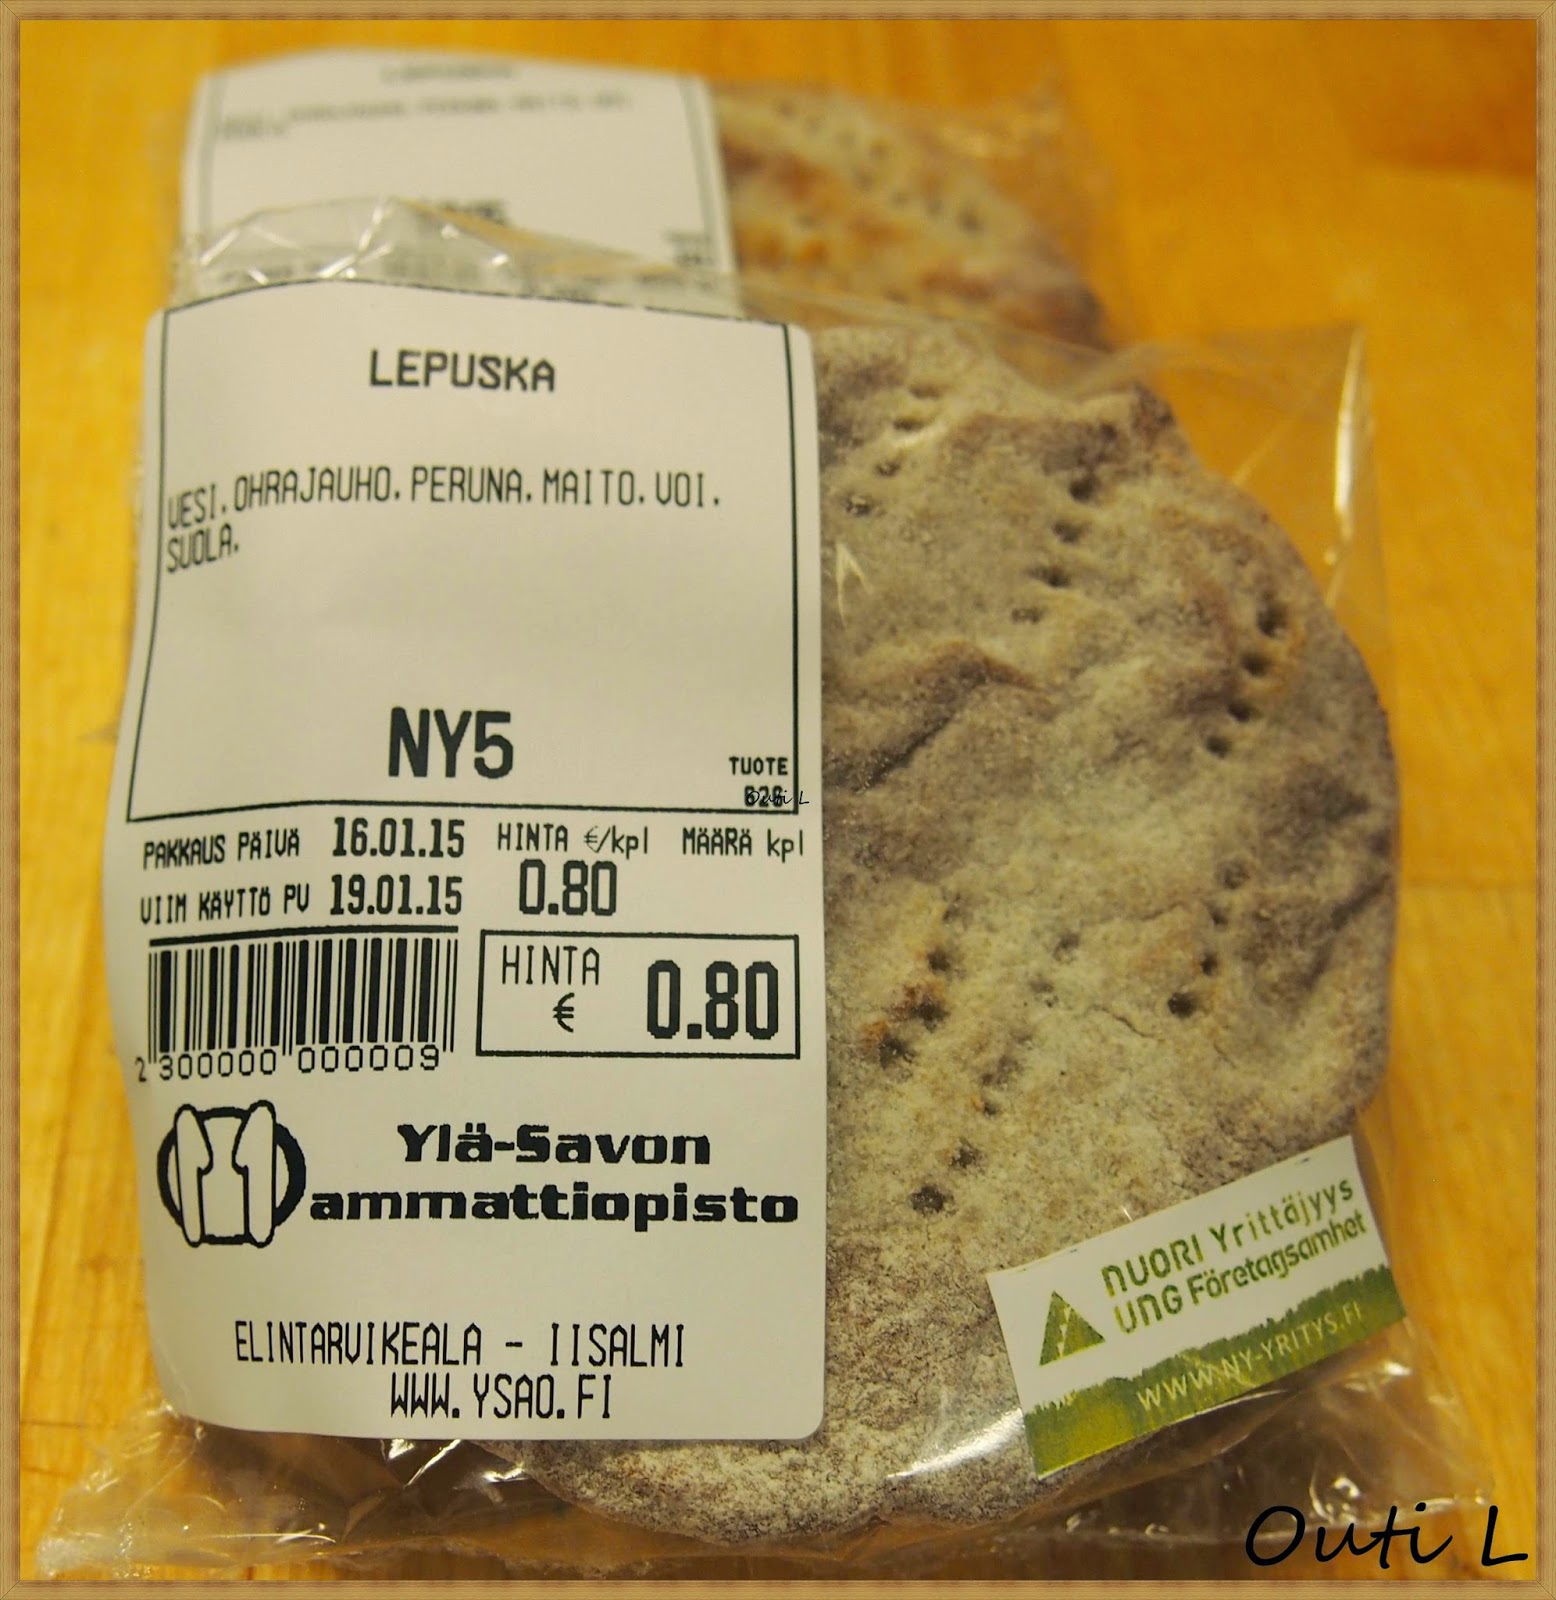 LEPUSKA
VESI, OHRAJAUHO, PERUNA, MAITO, VOI,
SUOLA.
NY5
TUOTE
Outi L
PAKKAUS PÄIVÄ 16.01.15 HINTA €/kpl MÄÄRÄ kpl
VIIM KÄYTTÖ PV 19.01.15 0.80
HINTA
€ 0.80
2 300000 000009
Ylä-Savon
ammattiopisto
ELINTARVIKEALA - IISALMI
WWW.YSAO.FI
NUORI Yrittäjyys
UNG Företagsamhet
WWW.NY-YRITYS.FI
Outi L